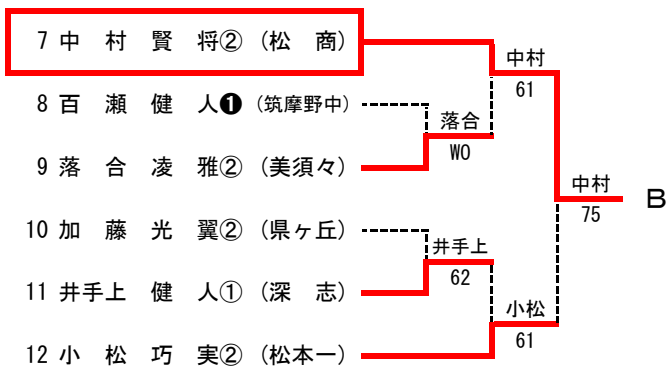 7 中 村 賢 将② (松 商)
中村
61
8 百 瀬 健 人❶ (筑摩野中)
落合
WO
9 落 合 凌 雅② (美須々)
中村
75
B
10 加 藤 光 翼② (県ヶ丘)
井手上
62
11 井手上 健 人① (深 志)
小松
61
12 小 松 巧 実② (松本一)